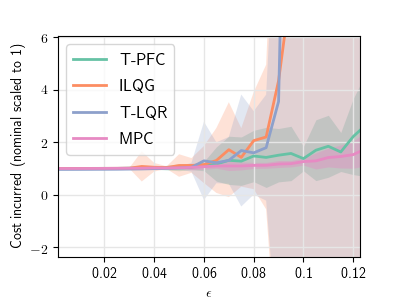 6
4
2
0
−2
Cost incurred (nominal scaled to 1)
T-PFC
ILQG
T-LQR
MPC
0.02 0.04 0.06 0.08 0.1 0.12
ϵ